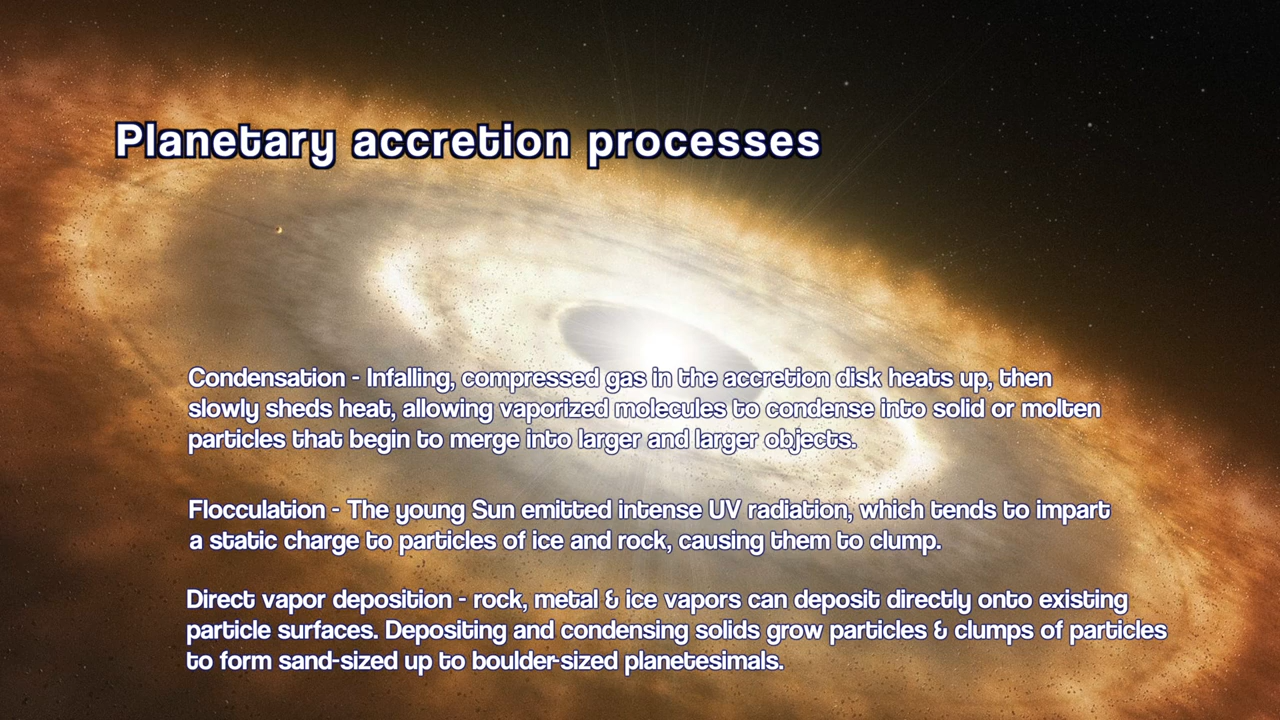 Planetary accretion processes
Condensation - Infalling, compressed gas in the accretion disk heats up, then
slowly sheds heat, allowing vaporized molecules to condense into solid or molten
particles that begin to merge into larger and larger objects.
Flocculation - The young Sun emitted intense UV radiation, which tends to impart
a static charge to particles of ice and rock, causing them to clump.
Direct vapor deposition - rock, metal & ice vapors can deposit directly onto existing
particle surfaces. Depositing and condensing solids grow particles & clumps of particles
to form sand-sized up to boulder-sized planetesimals.